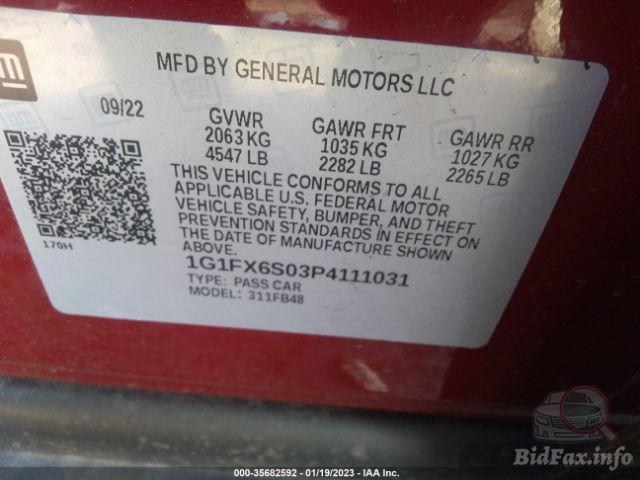 GM
MFD BY GENERAL MOTORS LLC
09/22
GVWR
2063 KG
4547 LB
GAWR FRT
1035 KG
2282 LB
GAWR RR
1027 KG
2265 LB
THIS VEHICLE CONFORMS TO ALL
APPLICABLE U.S. FEDERAL MOTOR
VEHICLE SAFETY, BUMPER, AND THEFT
PREVENTION STANDARDS IN EFFECT ON
THE DATE OF MANUFACTURE SHOWN
ABOVE.
170H
1G1FX6S03P4111031
TYPE: PASS CAR
MODEL: 311FB48
000-35682592 - 01/19/2023 - IAA Inc.
BidFax.info